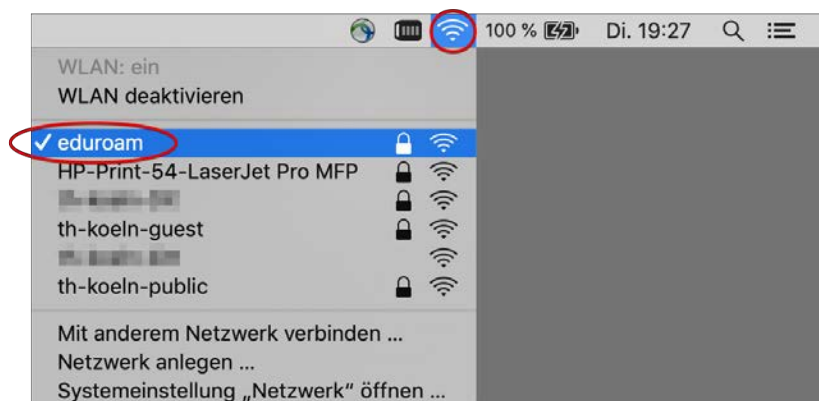 100 % Di. 19:27
WLAN: ein
WLAN deaktivieren
✓ eduroam
HP-Print-54-LaserJet Pro MFP
th-koeln-guest
th-koeln-public
Mit anderem Netzwerk verbinden ...
Netzwerk anlegen ...
Systemeinstellung „Netzwerk“ öffnen ...